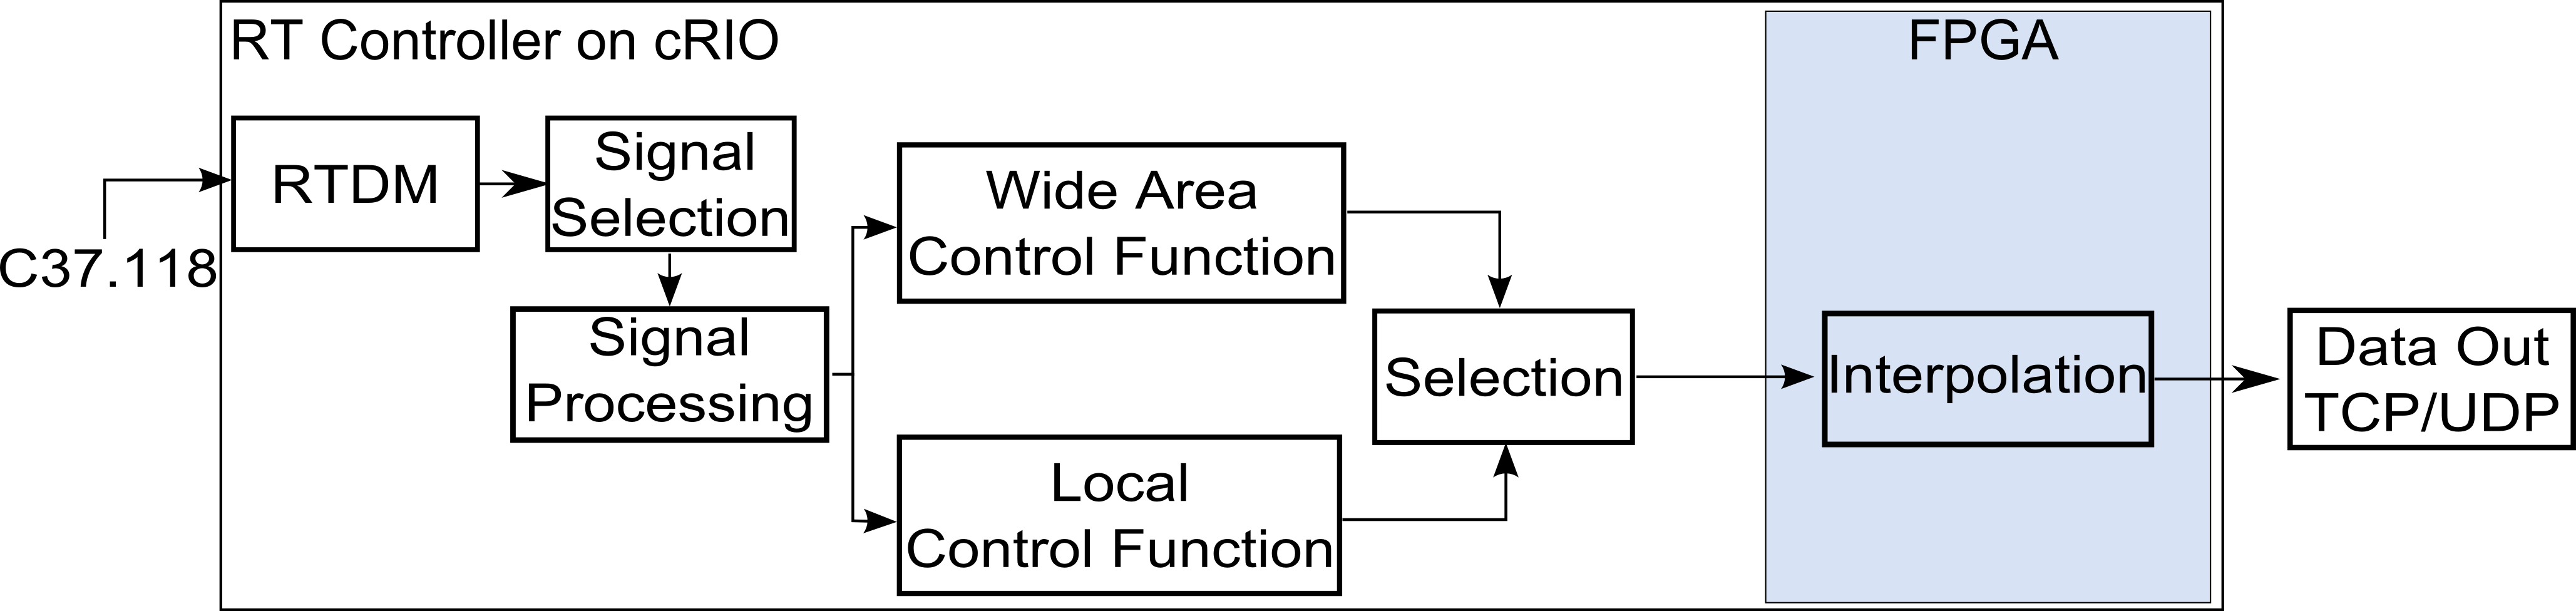 RT Controller on cRIO
FPGA
C37.118
RTDM
Signal
Selection
Signal
Processing
Wide Area
Control Function
Local
Control Function
Selection
Interpolation
Data Out
TCP/UDP